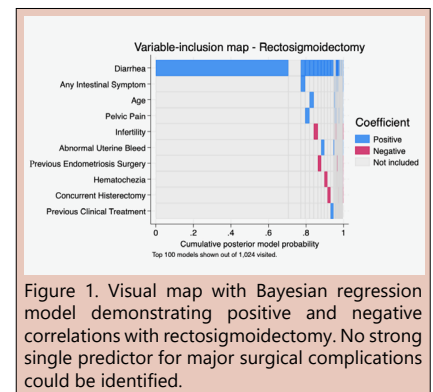 Variable-inclusion map - Rectosigmoidectomy
Diarrhea
Any Intestinal Symptom
Age
Pelvic Pain
Infertility
Abnormal Uterine Bleed
Previous Endometriosis Surgery
Hematochezia
Concurrent Histerectomy
Previous Clinical Treatment
Coefficient
Positive
Negative
Not included
0 .2 .4 .6 .8 1
Cumulative posterior model probability
Top 100 models shown out of 1,024 visited.
Figure 1. Visual map with Bayesian regression
model demonstrating positive and negative
correlations with rectosigmoidectomy. No strong
single predictor for major surgical complications
could be identified.